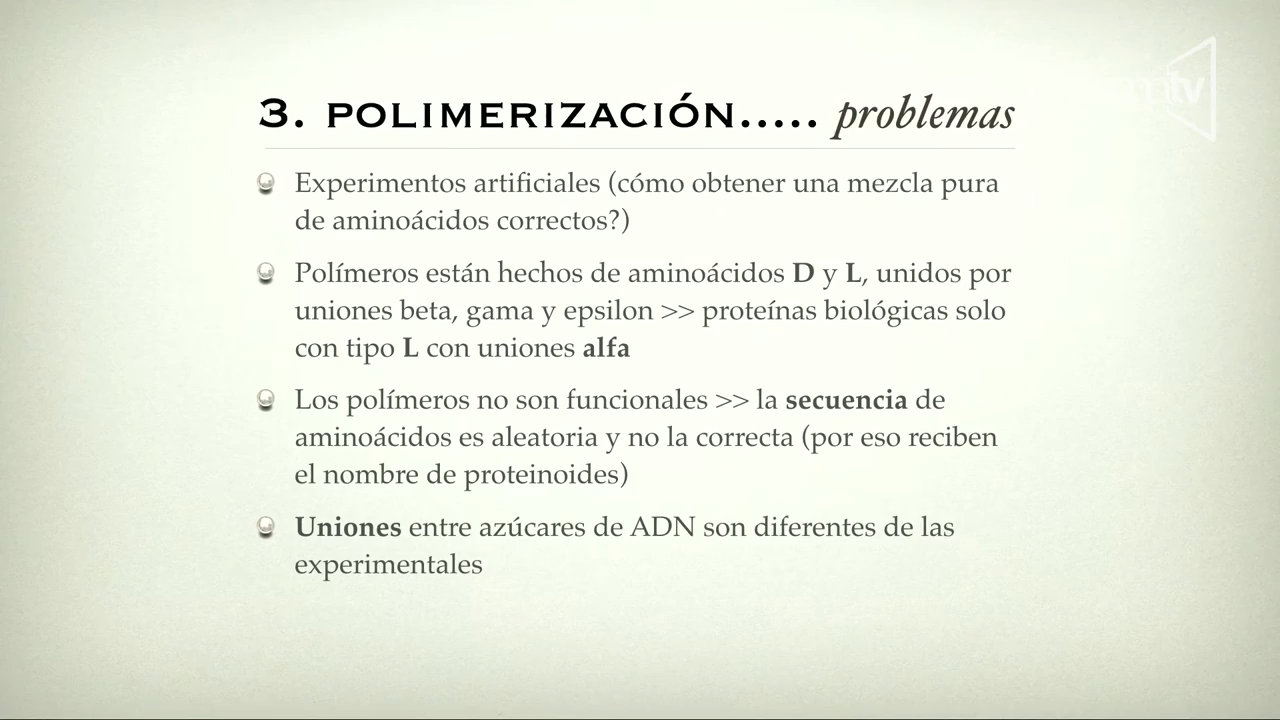 3. POLIMERIZACIÓN..... problemas
Experimentos artificiales (cómo obtener una mezcla pura
de aminoácidos correctos?)
Polímeros están hechos de aminoácidos D y L, unidos por
uniones beta, gama y epsilon >> proteínas biológicas solo
con tipo L con uniones alfa
Los polímeros no son funcionales >> la secuencia de
aminoácidos es aleatoria y no la correcta (por eso reciben
el nombre de proteinoides)
Uniones entre azúcares de ADN son diferentes de las
experimentales